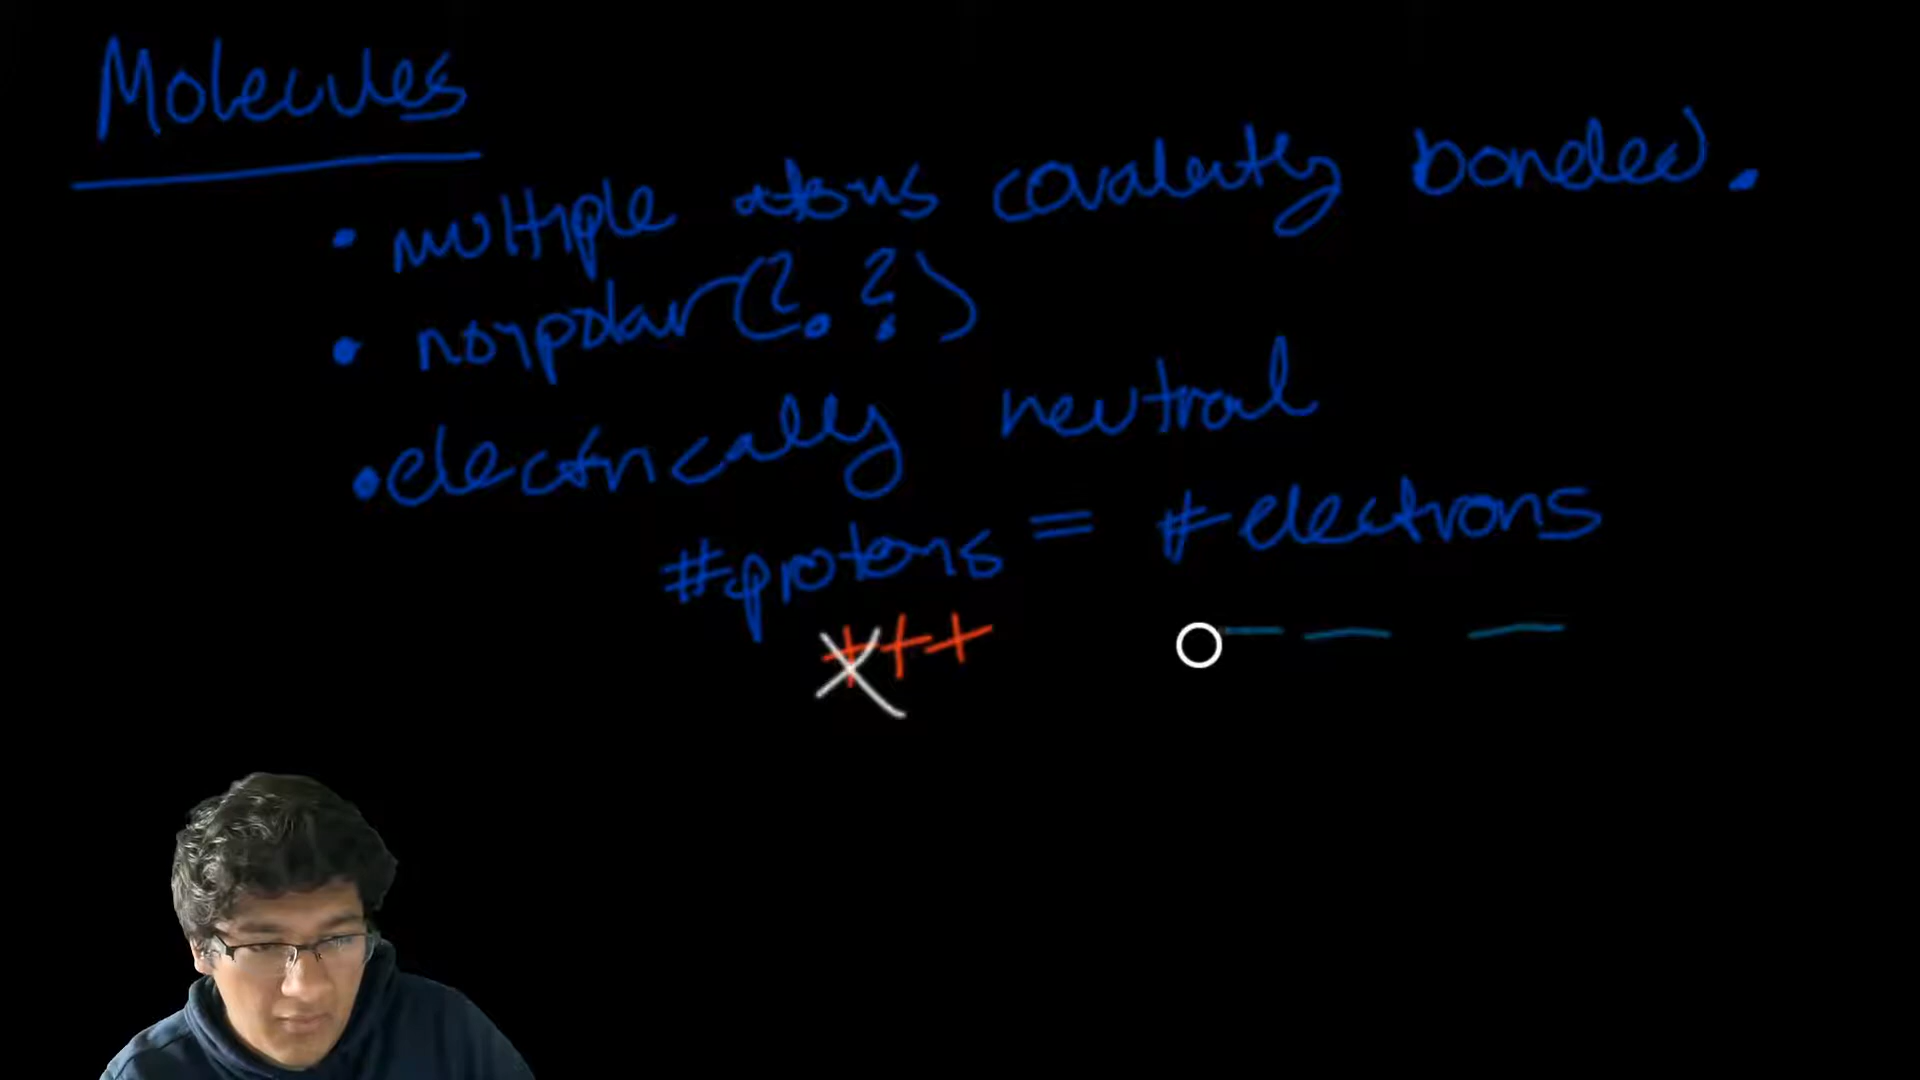 Molecules
• multiple atoms covalently bonded.
• nonpolar (? ?)
• electrically neutral
#protons = #electrons
+++ — — —